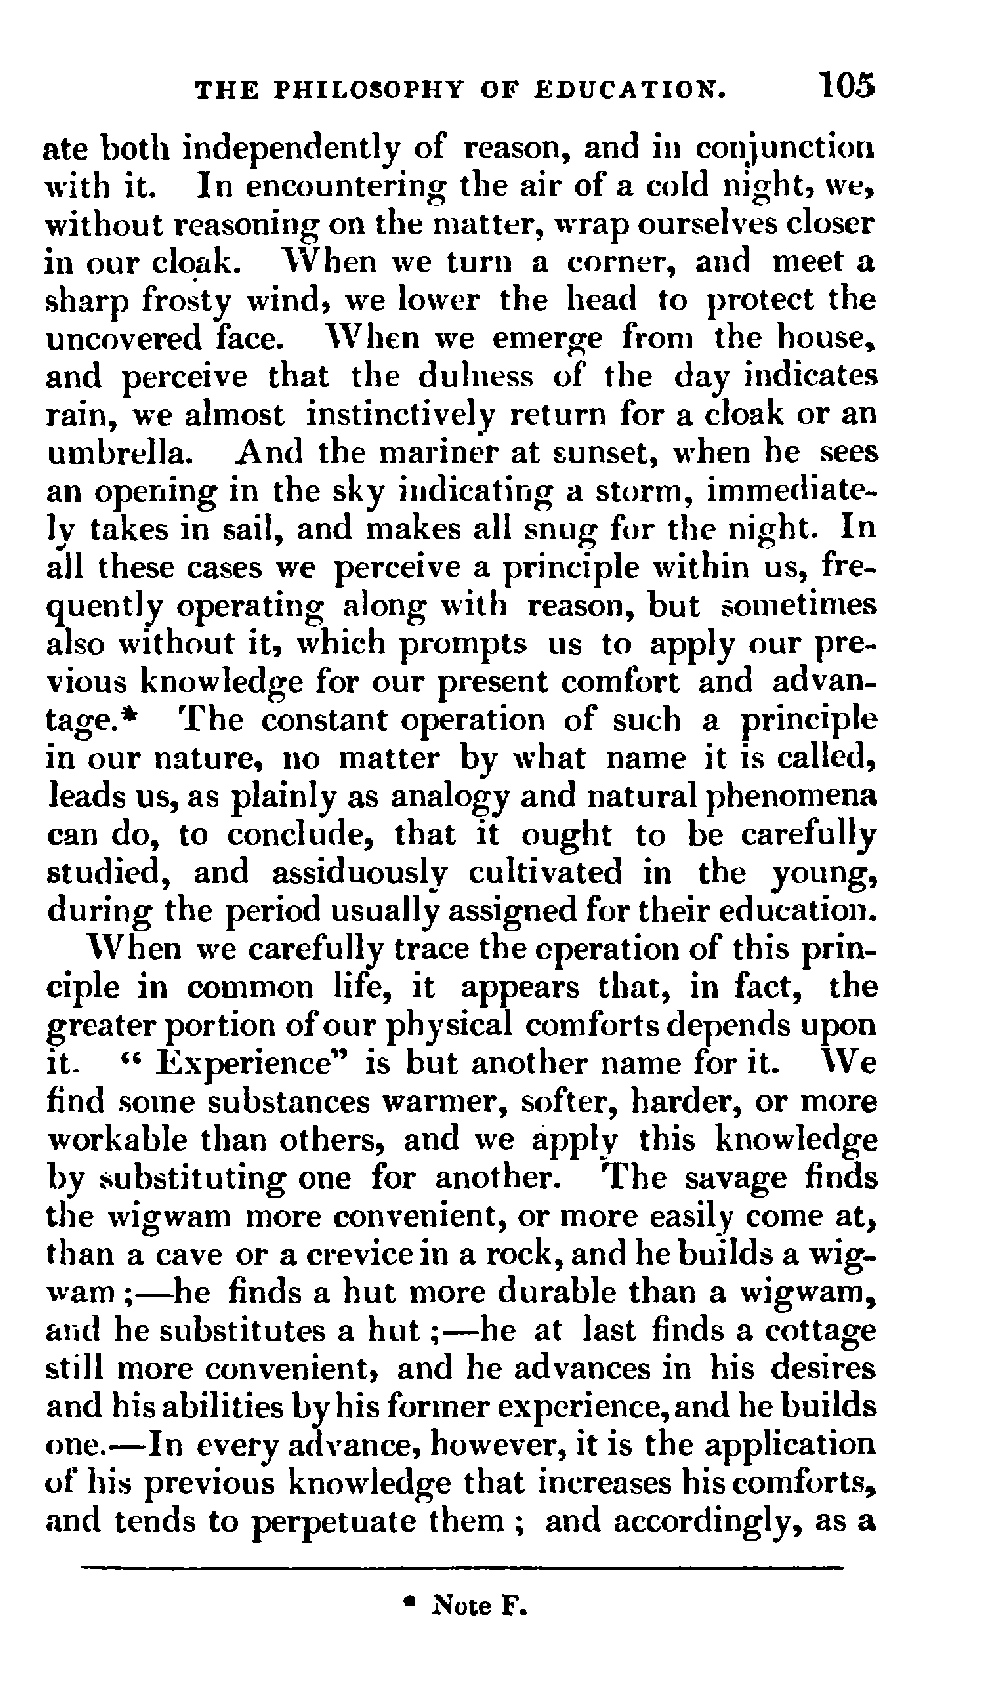 THE PHILOSOPHY OF EDUCATION. 105
ate both independently of reason, and in conjunction
with it. In encountering the air of a cold night, we,
without reasoning on the matter, wrap ourselves closer
in our cloak. When we turn a corner, and meet a
sharp frosty wind, we lower the head to protect the
uncovered face. When we emerge from the house,
and perceive that the dulness of the day indicates
rain, we almost instinctively return for a cloak or an
umbrella. And the mariner at sunset, when he sees
an opening in the sky indicating a storm, immediate-
ly takes in sail, and makes all snug for the night. In
all these cases we perceive a principle within us, fre-
quently operating along with reason, but sometimes
also without it, which prompts us to apply our pre-
vious knowledge for our present comfort and advan-
tage.* The constant operation of such a principle
in our nature, no matter by what name it is called,
leads us, as plainly as analogy and natural phenomena
can do, to conclude, that it ought to be carefully
studied, and assiduously cultivated in the young,
during the period usually assigned for their education.
When we carefully trace the operation of this prin-
ciple in common life, it appears that, in fact, the
greater portion of our physical comforts depends upon
it. “ Experience” is but another name for it. We
find some substances warmer, softer, harder, or more
workable than others, and we apply this knowledge
by substituting one for another. The savage finds
the wigwam more convenient, or more easily come at,
than a cave or a crevice in a rock, and he builds a wig-
wam ;—he finds a hut more durable than a wigwam,
and he substitutes a hut ;—he at last finds a cottage
still more convenient, and he advances in his desires
and his abilities by his former experience, and he builds
one.—In every advance, however, it is the application
of his previous knowledge that increases his comforts,
and tends to perpetuate them ; and accordingly, as a
* Note F.